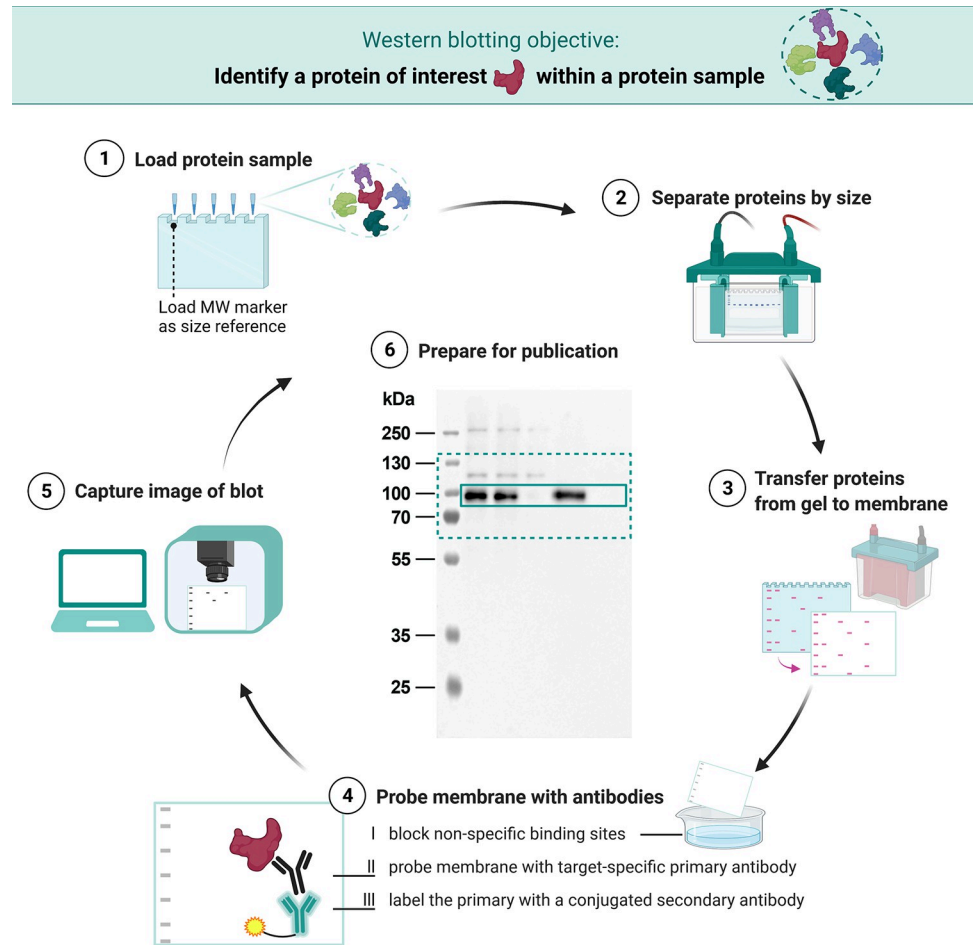 Western blotting objective:
Identify a protein of interest within a protein sample
1 Load protein sample
Load MW marker
as size reference
2 Separate proteins by size
6 Prepare for publication
kDa
250
130
100
70
55
35
25
3 Transfer proteins
from gel to membrane
5 Capture image of blot
4 Probe membrane with antibodies
I block non-specific binding sites
II probe membrane with target-specific primary antibody
III label the primary with a conjugated secondary antibody